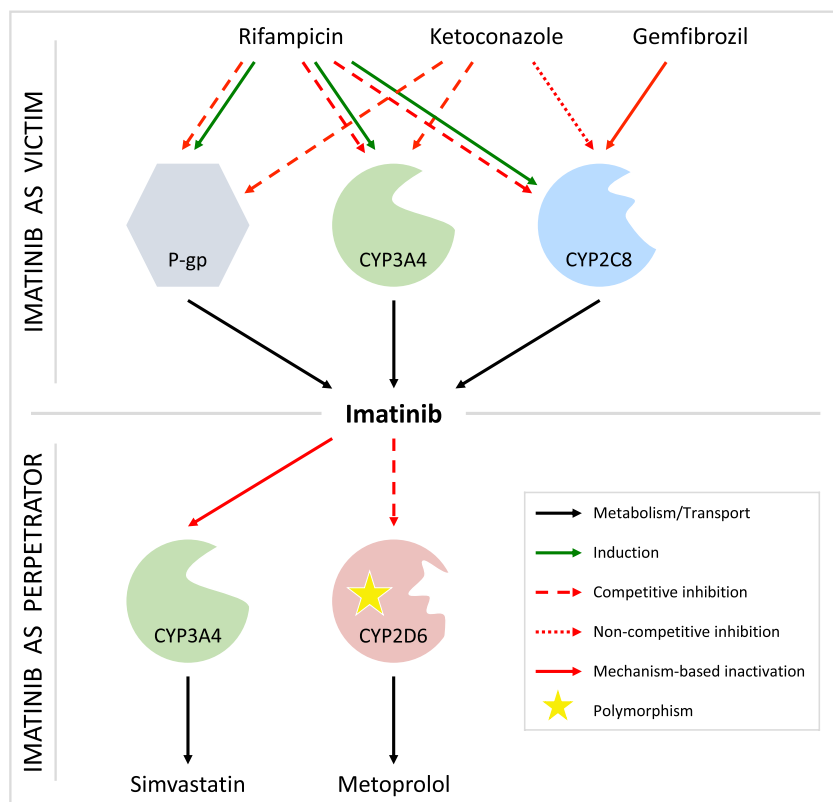 Rifampicin
Ketoconazole
Gemfibrozil
IMATINIB AS VICTIM
P-gp
CYP3A4
CYP2C8
Imatinib
IMATINIB AS PERPETRATOR
CYP3A4
CYP2D6
Simvastatin
Metoprolol
Metabolism/Transport
Induction
Competitive inhibition
Non-competitive inhibition
Mechanism-based inactivation
Polymorphism